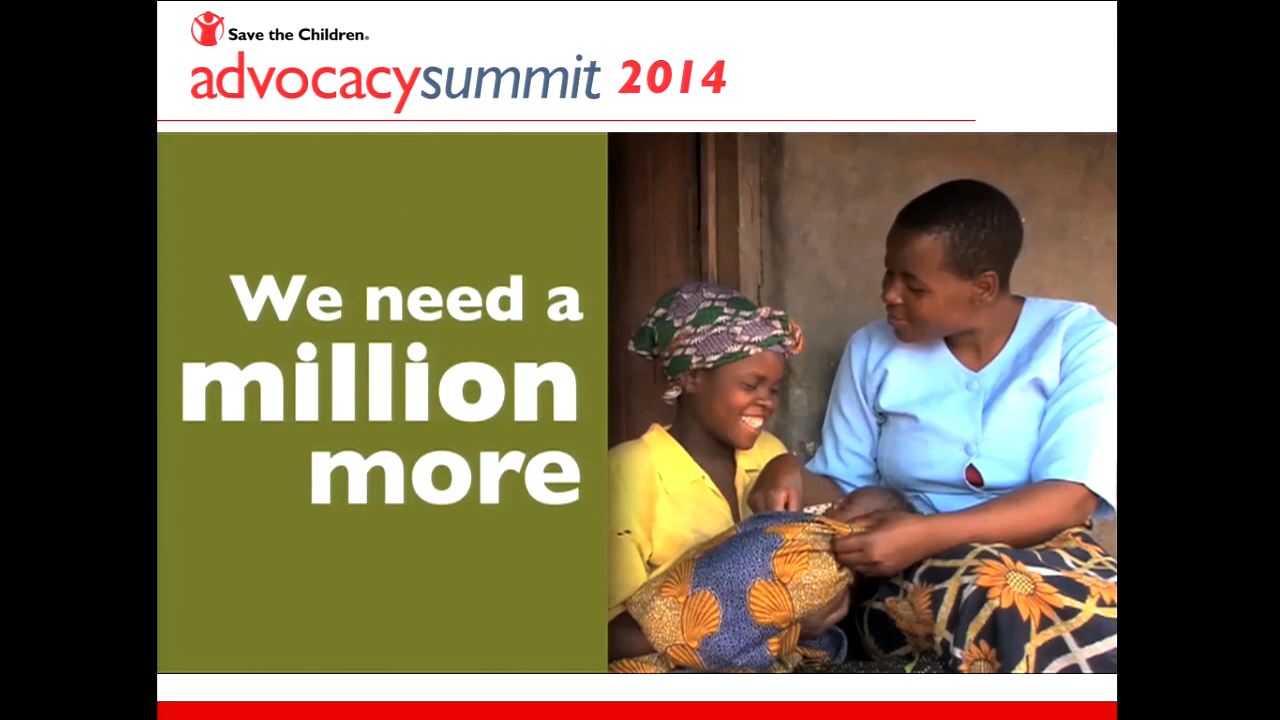 Save the Children®
advocacysummit 2014
We need a
million
more